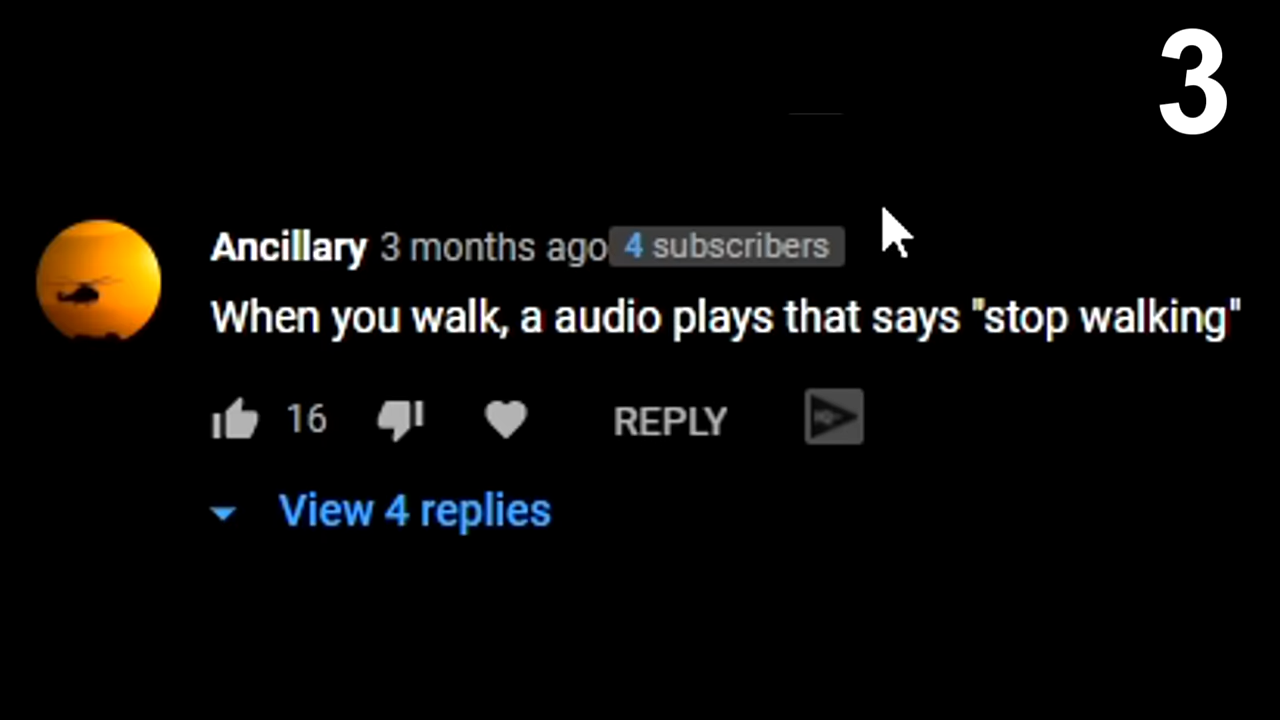 3
Ancillary 3 months ago 4 subscribers
When you walk, a audio plays that says "stop walking"
16 REPLY
View 4 replies